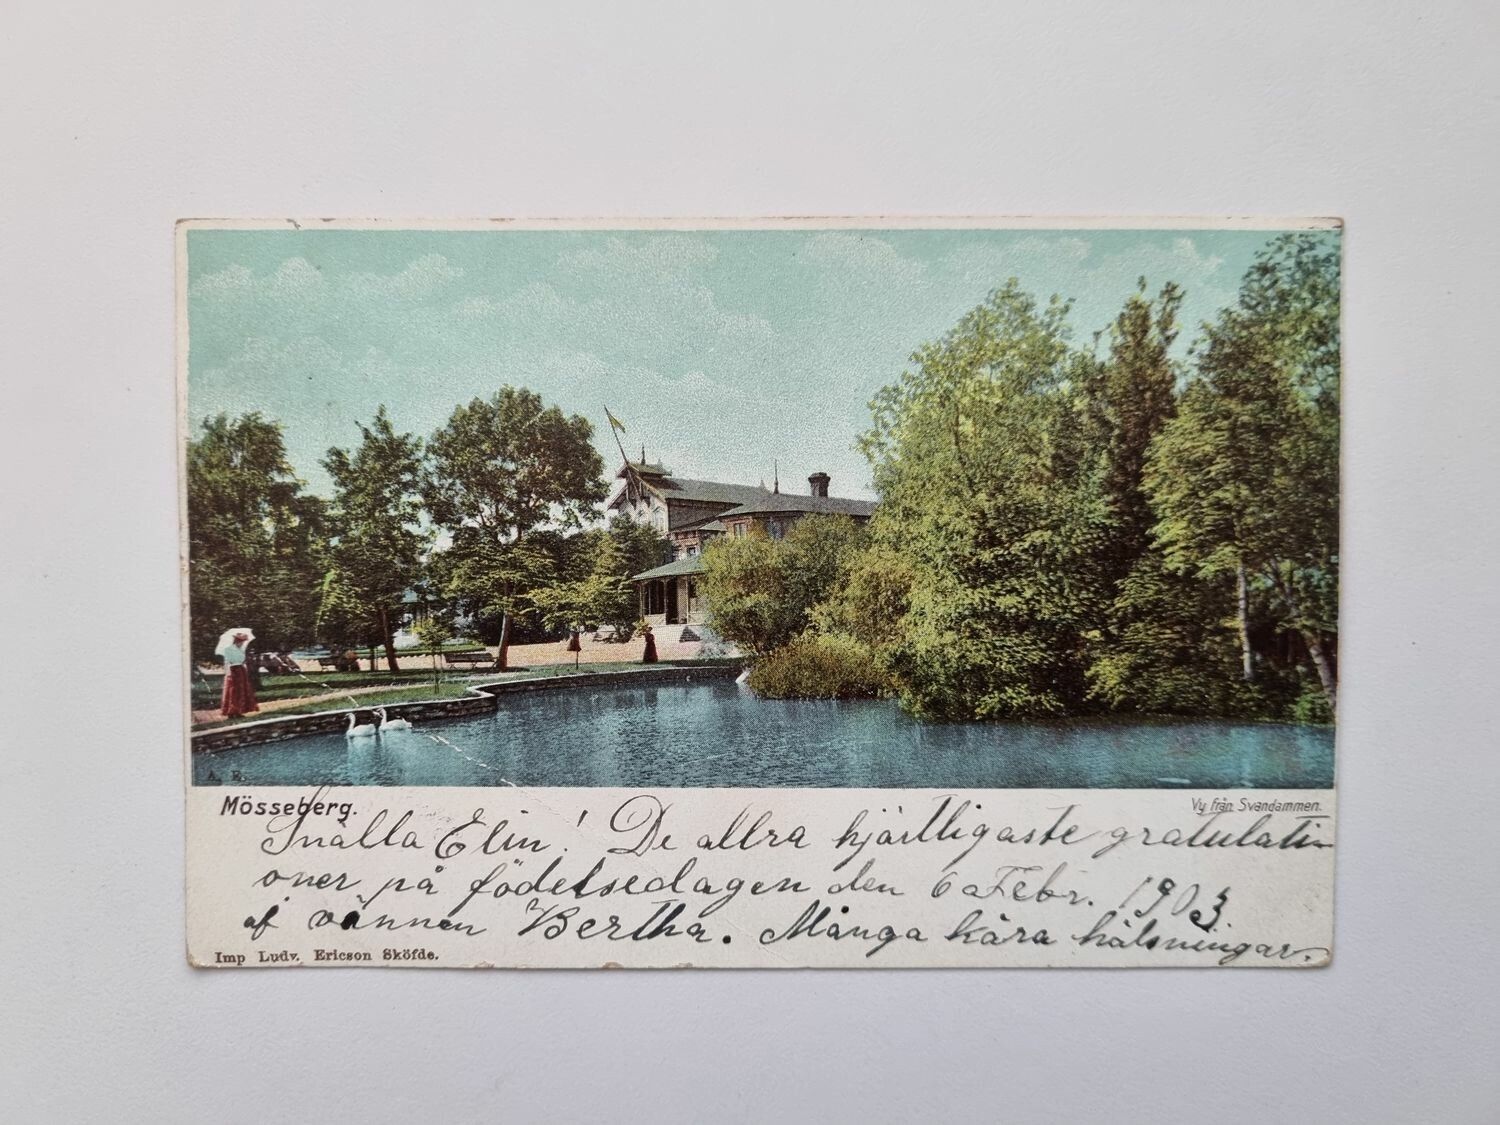 A. E.
Mösseberg.
Vy från Svandammen.
Snälla Elin! De allra hjärtligaste gratulati-
oner på födelsedagen den 6 Febr. 1903
af vännen Bertha. Många kära hälsningar.
Imp Ludv. Ericson Sköfde.